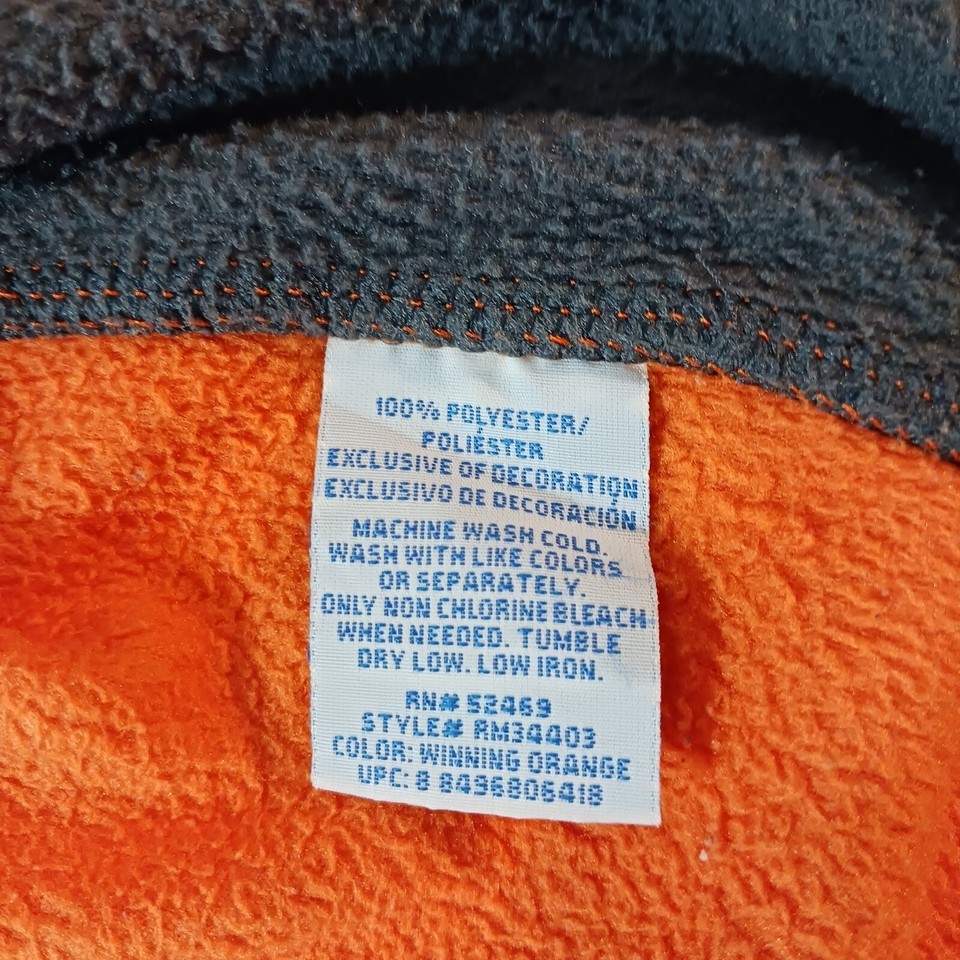 100% POLYESTER/
POLIÉSTER
EXCLUSIVE OF DECORATION
EXCLUSIVO DE DECORACIÓN
MACHINE WASH COLD.
WASH WITH LIKE COLORS
OR SEPARATELY.
ONLY NON CHLORINE BLEACH
WHEN NEEDED. TUMBLE
DRY LOW. LOW IRON.
RN# 52469
STYLE# RM34403
COLOR: WINNING ORANGE
UPC: 8 8496806418